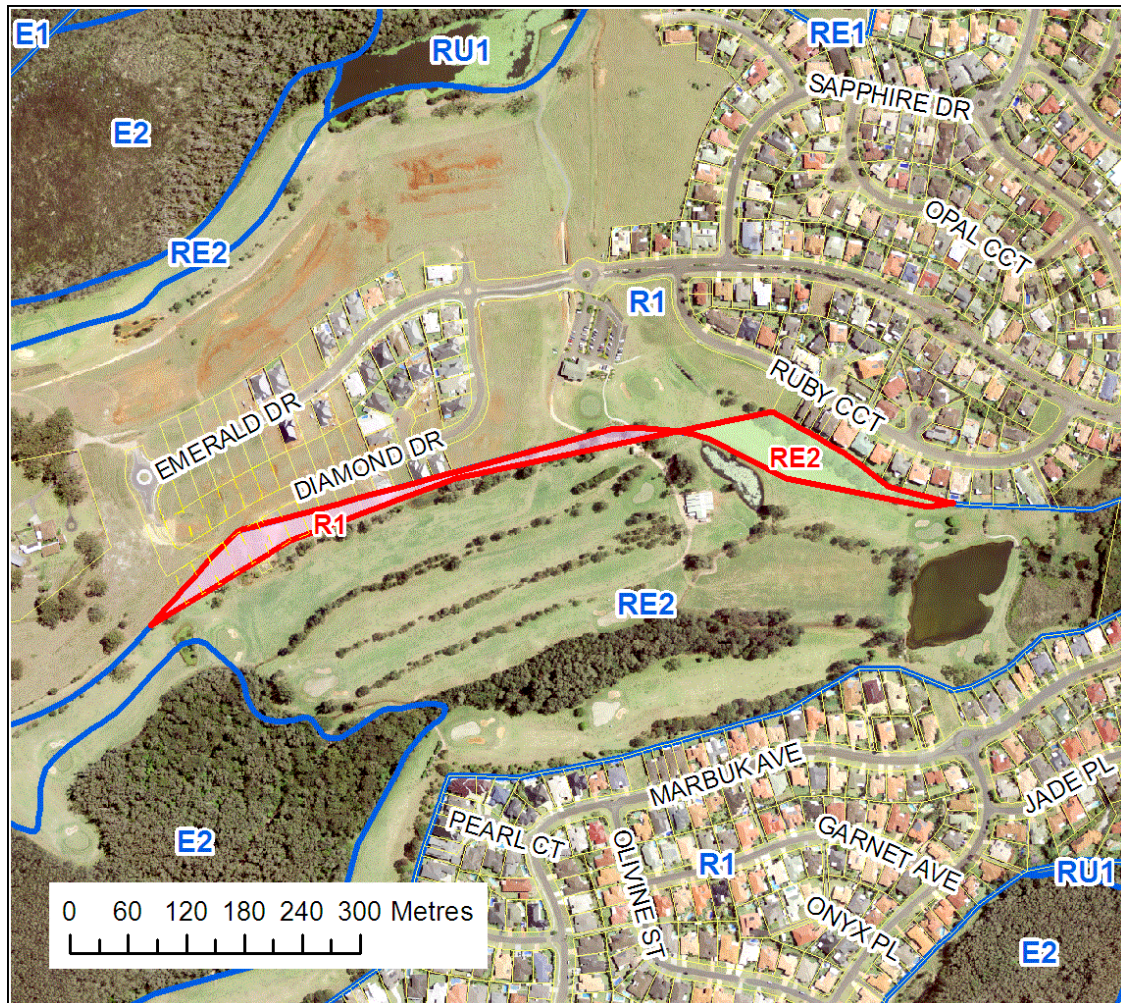 E1
RU1
RE1
SAPPHIRE DR
E2
OPAL CCT
RE2
R1
RUBY CCT
EMERALD DR
DIAMOND DR
RE2
R1
RE2
MARBUK AVE
JADE PL
PEARL CT
GARNET AVE
E2
OLIVINE ST
R1
RU1
ONYX PL
E2
0 60 120 180 240 300 Metres